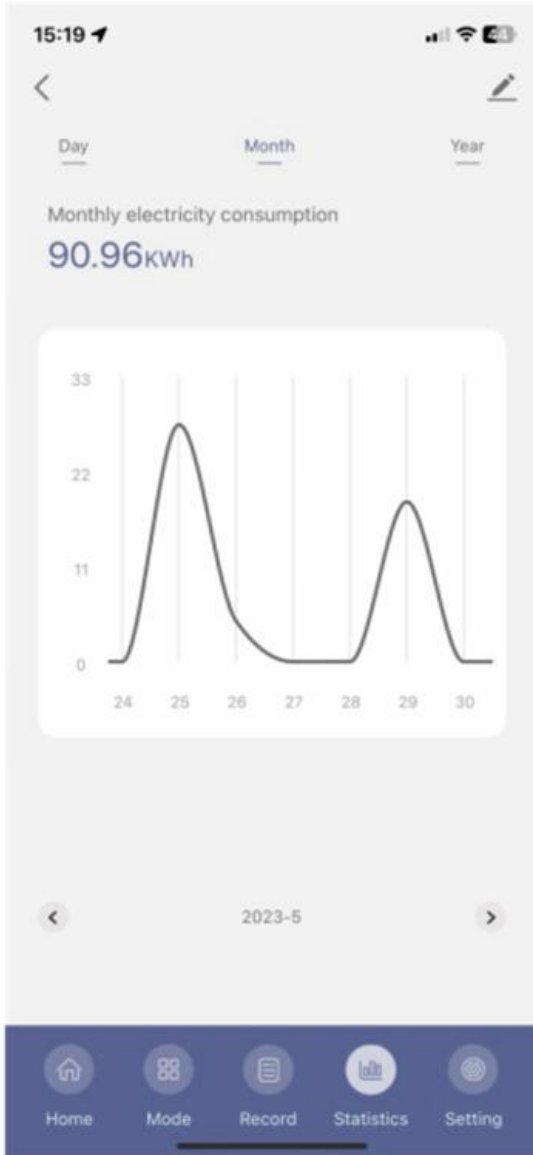 15:19
Day Month Year
Monthly electricity consumption
90.96KWh
33
22
11
0
24 25 26 27 28 29 30
2023-5
Home Mode Record Statistics Setting